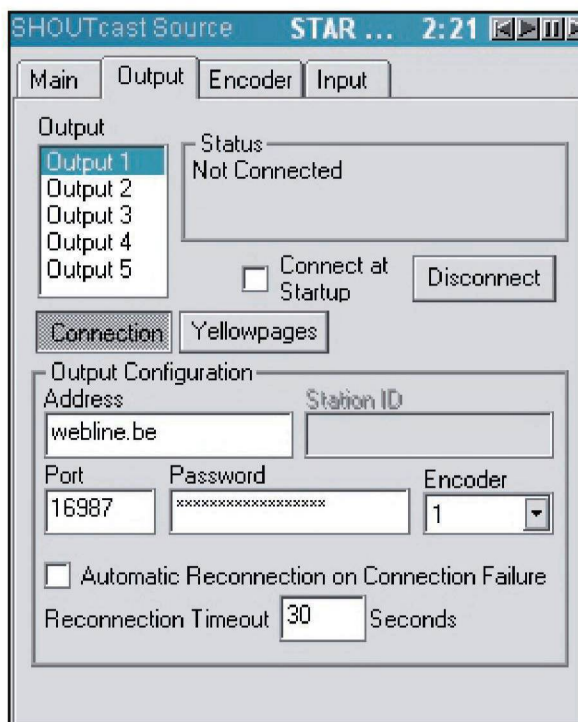 SHOUTcast Source STAR ... 2:21
Main Output Encoder Input
Output
Output 1
Output 2
Output 3
Output 4
Output 5
Status
Not Connected
Connect at
Startup
Disconnect
Connection Yellowpages
Output Configuration
Address Station ID
webline.be
Port Password Encoder
16987 ***************** 1
Automatic Reconnection on Connection Failure
Reconnection Timeout 30 Seconds